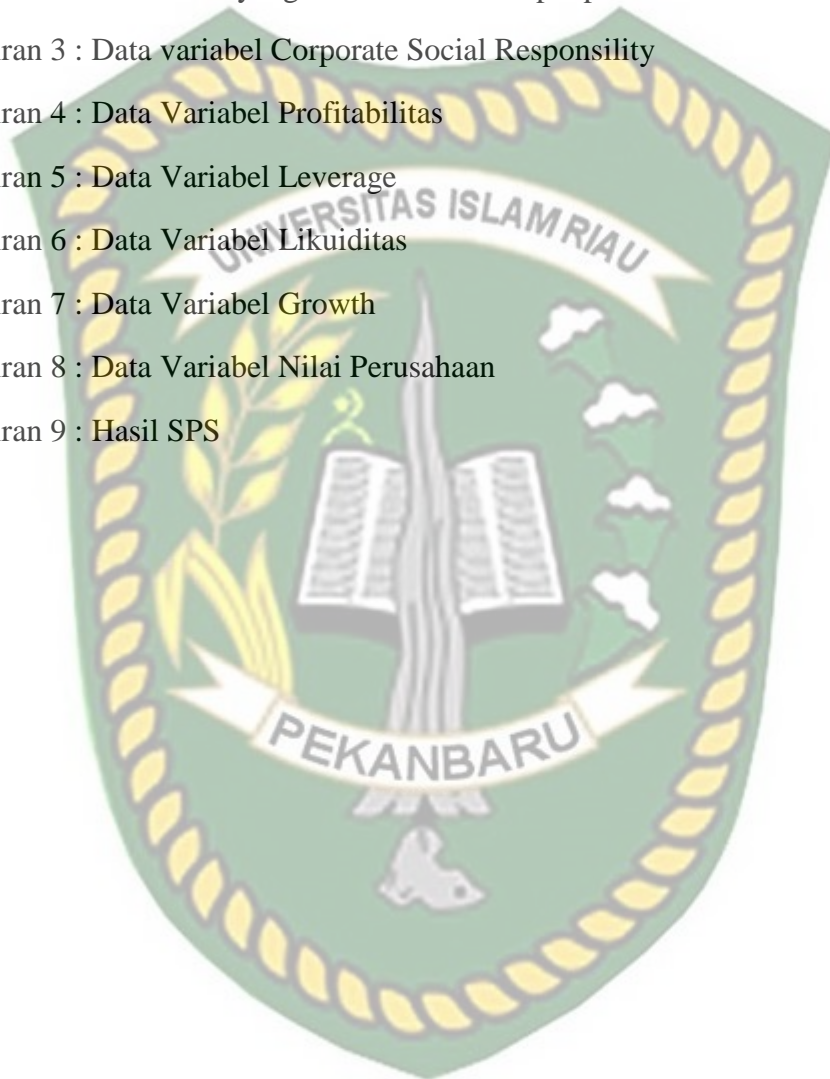 ran 3 : Data variabel Corporate Social Responsility
ran 4 : Data Variabel Profitabilitas
ran 5 : Data Variabel Leverage
UNIVERSITAS ISLAM RIAU
ran 6 : Data Variabel Likuiditas
ran 7 : Data Variabel Growth
ran 8 : Data Variabel Nilai Perusahaan
ran 9 : Hasil SPS
PEKANBARU